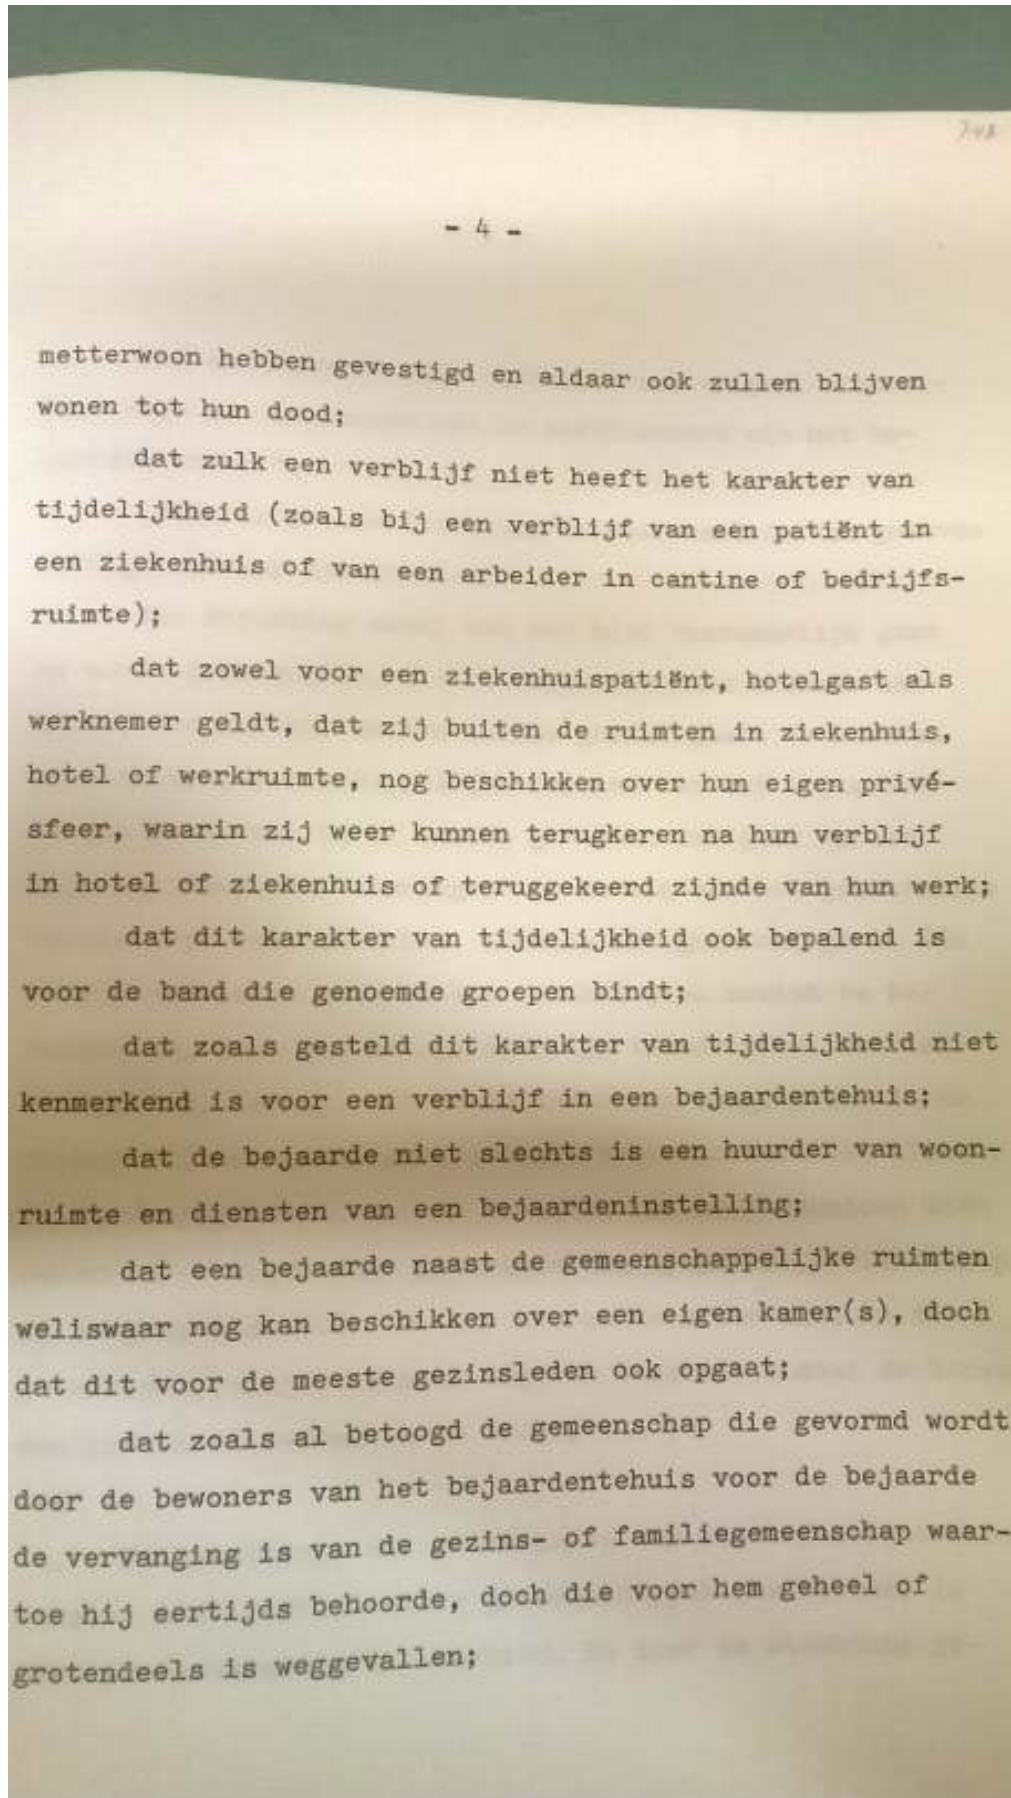 - 4 -
metterwoon hebben gevestigd en aldaar ook zullen blijven
wonen tot hun dood;
dat zulk een verblijf niet heeft het karakter van
tijdelijkheid (zoals bij een verblijf van een patiënt in
een ziekenhuis of van een arbeider in cantine of bedrijfs-
ruimte);
dat zowel voor een ziekenhuispatiënt, hotelgast als
werknemer geldt, dat zij buiten de ruimten in ziekenhuis,
hotel of werkruimte, nog beschikken over hun eigen privé-
sfeer, waarin zij weer kunnen terugkeren na hun verblijf
in hotel of ziekenhuis of teruggekeerd zijnde van hun werk;
dat dit karakter van tijdelijkheid ook bepalend is
voor de band die genoemde groepen bindt;
dat zoals gesteld dit karakter van tijdelijkheid niet
kenmerkend is voor een verblijf in een bejaardentehuis;
dat de bejaarde niet slechts is een huurder van woon-
ruimte en diensten van een bejaardeninstelling;
dat een bejaarde naast de gemeenschappelijke ruimten
weliswaar nog kan beschikken over een eigen kamer(s), doch
dat dit voor de meeste gezinsleden ook opgaat;
dat zoals al betoogd de gemeenschap die gevormd wordt
door de bewoners van het bejaardentehuis voor de bejaarde
de vervanging is van de gezins- of familiegemeenschap waar-
toe hij eertijds behoorde, doch die voor hem geheel of
grotendeels is weggevallen;